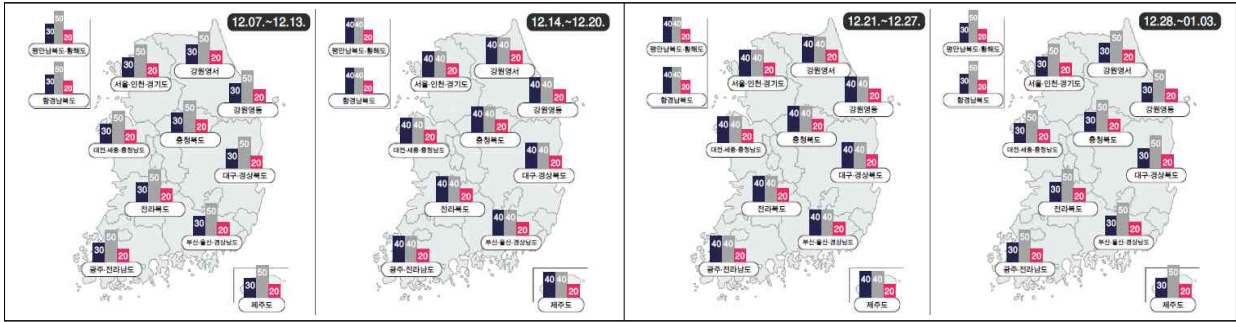 12.07.~12.13.
30 50 20
평안남북도·황해도
30 50 20
함경남북도
30 50 20
서울·인천·경기도
30 50 20
강원영서
30 50 20
강원영동
30 50 20
대전·세종·충청남도
30 50 20
충청북도
30 50 20
대구·경상북도
30 50 20
전라북도
30 50 20
부산·울산·경상남도
30 50 20
광주·전라남도
30 50 20
제주도
12.14.~12.20.
40 40 20
평안남북도·황해도
40 40 20
함경남북도
40 40 20
서울·인천·경기도
40 40 20
강원영서
40 40 20
강원영동
40 40 20
대전·세종·충청남도
40 40 20
충청북도
40 40 20
대구·경상북도
40 40 20
전라북도
40 40 20
부산·울산·경상남도
40 40 20
광주·전라남도
40 40 20
제주도
12.21.~12.27.
40 40 20
평안남북도·황해도
40 40 20
함경남북도
40 40 20
서울·인천·경기도
40 40 20
강원영서
40 40 20
강원영동
40 40 20
대전·세종·충청남도
40 40 20
충청북도
40 40 20
대구·경상북도
40 40 20
전라북도
40 40 20
부산·울산·경상남도
40 40 20
광주·전라남도
40 40 20
제주도
12.28.~01.03.
30 50 20
평안남북도·황해도
30 50 20
함경남북도
30 50 20
서울·인천·경기도
30 50 20
강원영서
30 50 20
강원영동
30 50 20
대전·세종·충청남도
30 50 20
충청북도
30 50 20
대구·경상북도
30 50 20
전라북도
30 50 20
부산·울산·경상남도
30 50 20
광주·전라남도
30 50 20
제주도